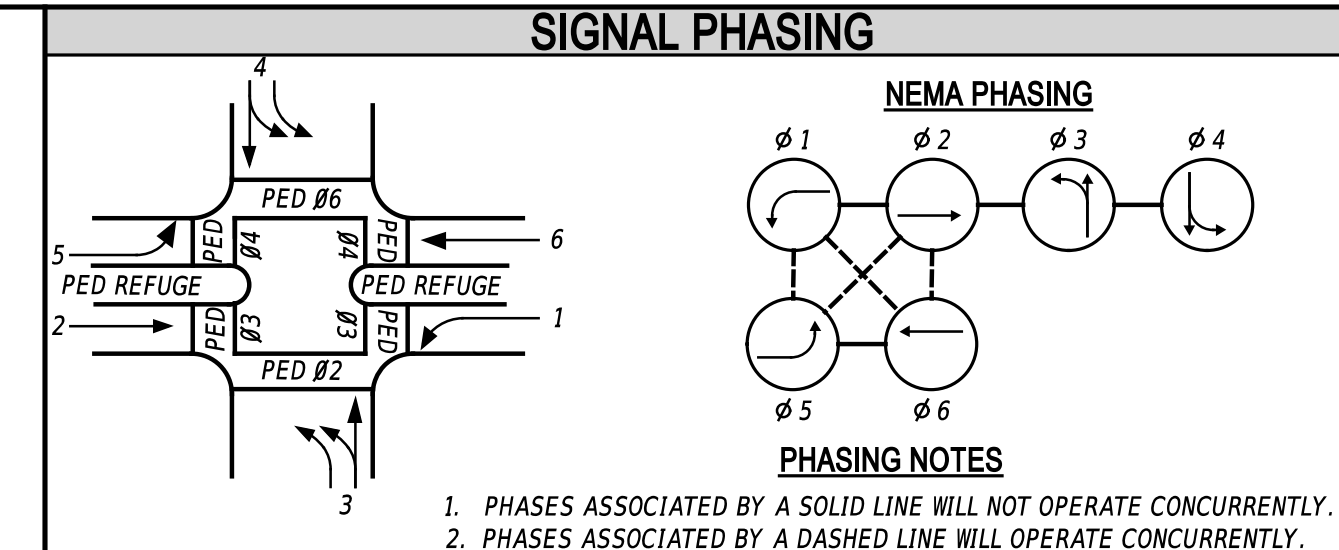 SIGNAL PHASING
4
PED Ø6
PED Ø4
Ø4 PED
5
6
PED REFUGE
PED REFUGE
2
1
PED Ø3
Ø3 PED
PED Ø2
3
NEMA PHASING
ø 1
ø 2
ø 3
ø 4
ø 5
ø 6
PHASING NOTES
1. PHASES ASSOCIATED BY A SOLID LINE WILL NOT OPERATE CONCURRENTLY.
2. PHASES ASSOCIATED BY A DASHED LINE WILL OPERATE CONCURRENTLY.